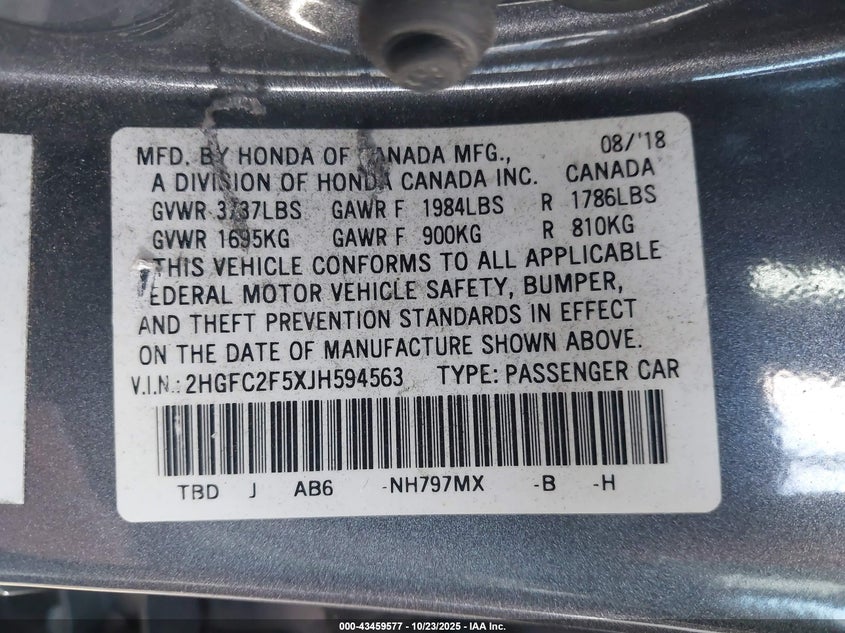 MFD. BY HONDA OF CANADA MFG., 08/'18
A DIVISION OF HONDA CANADA INC. CANADA
GVWR 3737LBS GAWR F 1984LBS R 1786LBS
GVWR 1695KG GAWR F 900KG R 810KG
THIS VEHICLE CONFORMS TO ALL APPLICABLE
EDERAL MOTOR VEHICLE SAFETY, BUMPER,
AND THEFT PREVENTION STANDARDS IN EFFECT
ON THE DATE OF MANUFACTURE SHOWN ABOVE.
V.I.N.: 2HGFC2F5XJH594563 TYPE: PASSENGER CAR
TBD J AB6 -NH797MX -B -H
000-43459577 - 10/23/2025 - IAA Inc.